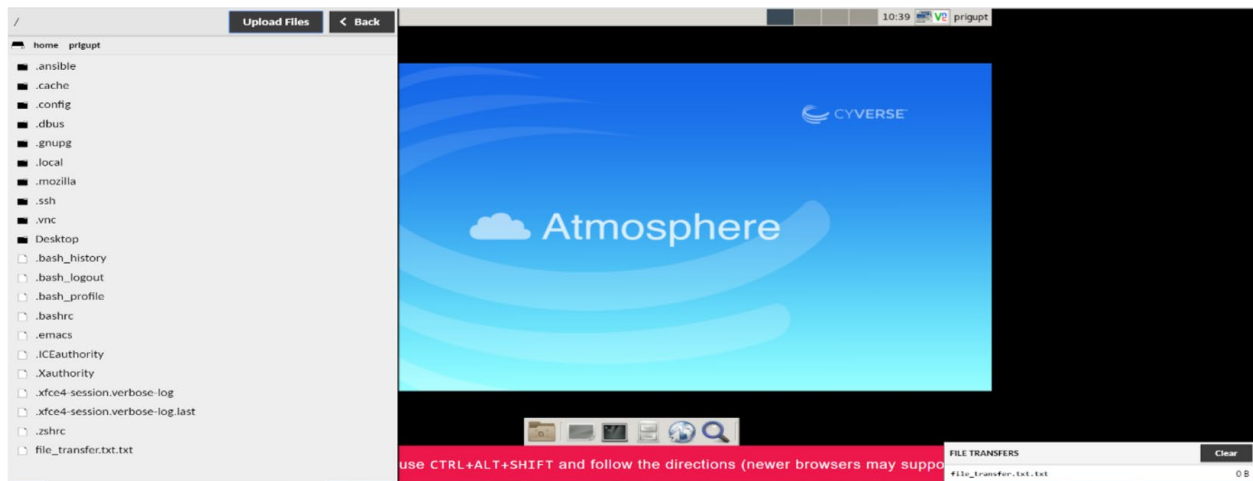 /
Upload Files
Back
home prigupt
.ansible
.cache
.config
.dbus
.gnupg
.local
.mozilla
.ssh
.vnc
Desktop
.bash_history
.bash_logout
.bash_profile
.bashrc
.emacs
.ICEauthority
.Xauthority
.xfce4-session.verbose-log
.xfce4-session.verbose-log.last
.zshrc
file_transfer.txt.txt
10:39 prigupt
CYVERSE
Atmosphere
use CTRL+ALT+SHIFT and follow the directions (newer browsers may suppo
FILE TRANSFERS
Clear
file_transfer.txt.txt 0 B